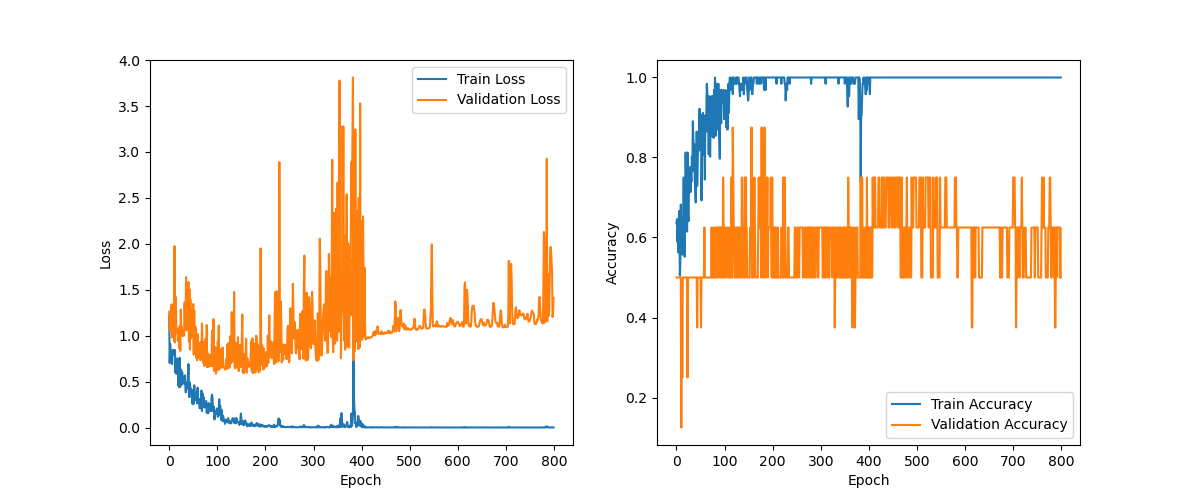 4.0
3.5
3.0
2.5
2.0
1.5
1.0
0.5
0.0
Loss
0 100 200 300 400 500 600 700 800
Epoch
Train Loss
Validation Loss
1.0
0.8
0.6
0.4
0.2
Accuracy
0 100 200 300 400 500 600 700 800
Epoch
Train Accuracy
Validation Accuracy